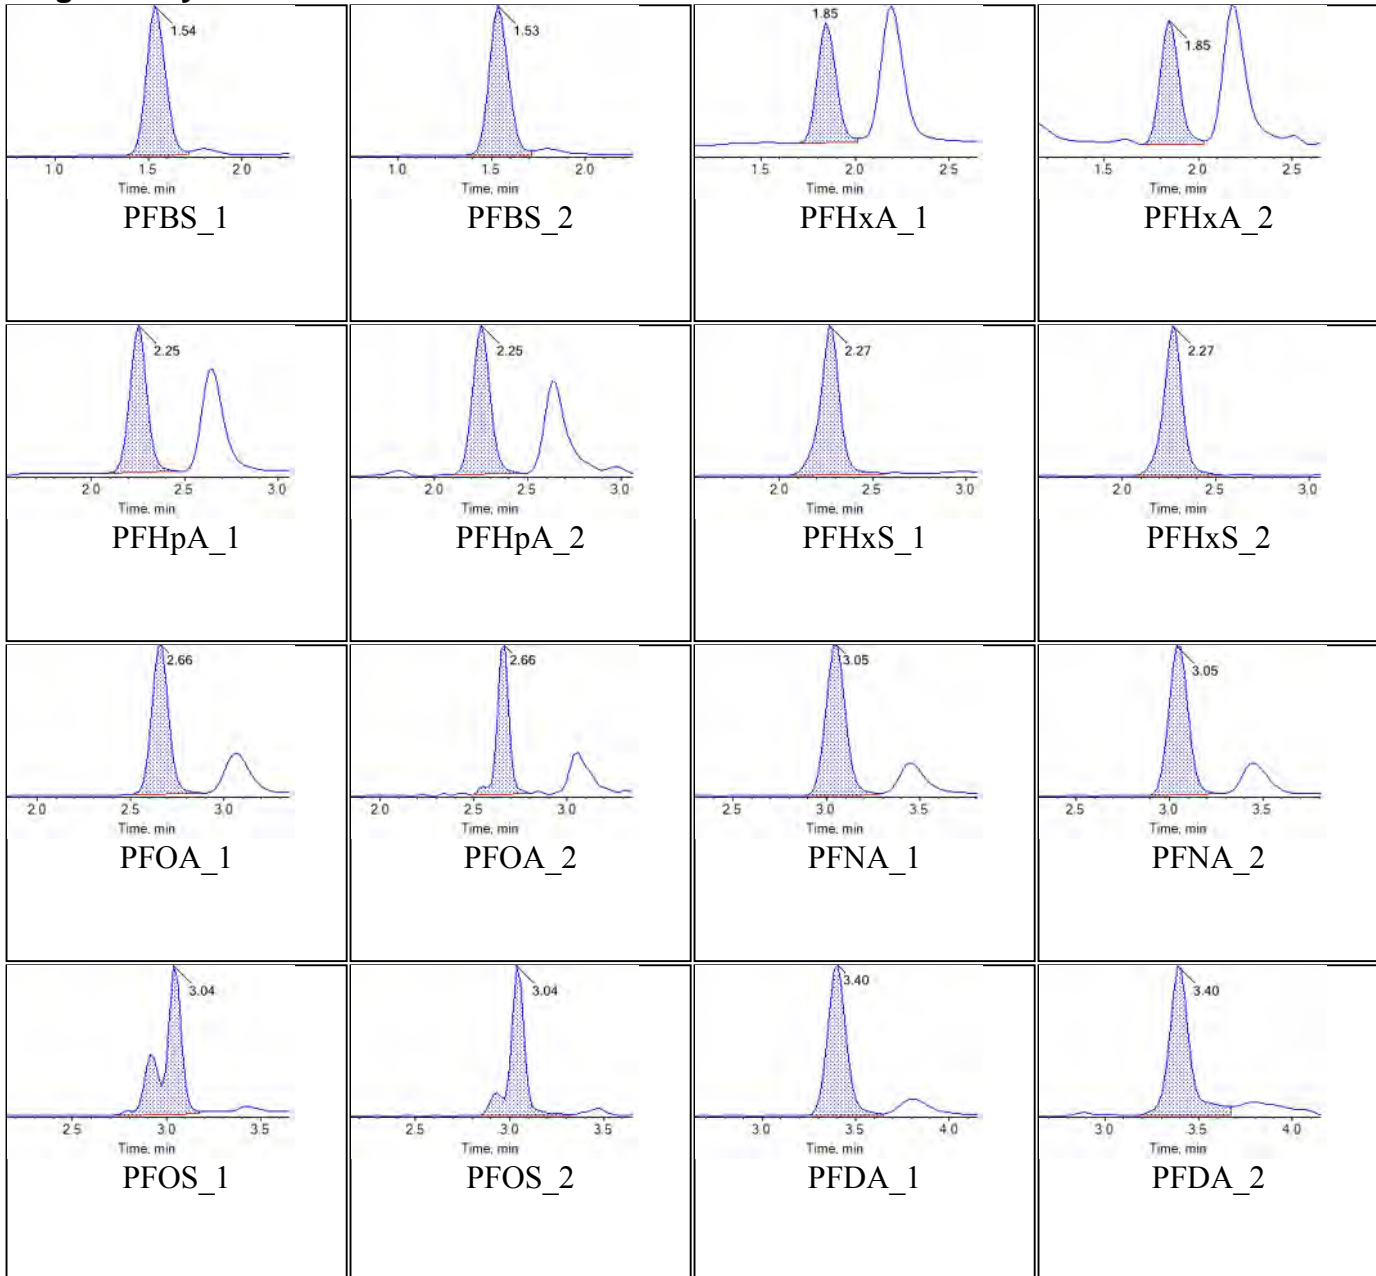 1.54
1.0 1.5 2.0
Time, min
PFBS_1
1.53
1.0 1.5 2.0
Time, min
PFBS_2
1.85
1.5 2.0 2.5
Time, min
PFHxA_1
1.85
1.5 2.0 2.5
Time, min
PFHxA_2
2.25
2.0 2.5 3.0
Time, min
PFHpA_1
2.25
2.0 2.5 3.0
Time, min
PFHpA_2
2.27
2.0 2.5 3.0
Time, min
PFHxS_1
2.27
2.0 2.5 3.0
Time, min
PFHxS_2
2.66
2.0 2.5 3.0
Time, min
PFOA_1
2.66
2.0 2.5 3.0
Time, min
PFOA_2
3.05
2.5 3.0 3.5
Time, min
PFNA_1
3.05
2.5 3.0 3.5
Time, min
PFNA_2
3.04
2.5 3.0 3.5
Time, min
PFOS_1
3.04
2.5 3.0 3.5
Time, min
PFOS_2
3.40
3.0 3.5 4.0
Time, min
PFDA_1
3.40
3.0 3.5 4.0
Time, min
PFDA_2